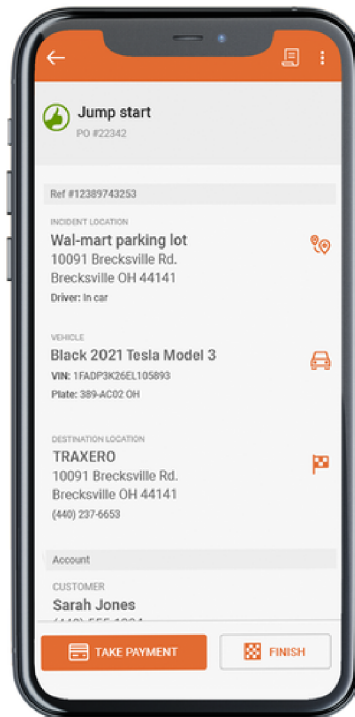 Jump start
PO #22342
Ref #12389743253
INCIDENT LOCATION
Wal-mart parking lot
10091 Brecksville Rd.
Brecksville OH 44141
Driver: In car
VEHICLE
Black 2021 Tesla Model 3
VIN: 1FADP3K26EL105893
Plate: 389-AC02 OH
DESTINATION LOCATION
TRAXERO
10091 Brecksville Rd.
Brecksville OH 44141
(440) 237-6653
Account
CUSTOMER
Sarah Jones
TAKE PAYMENT
FINISH